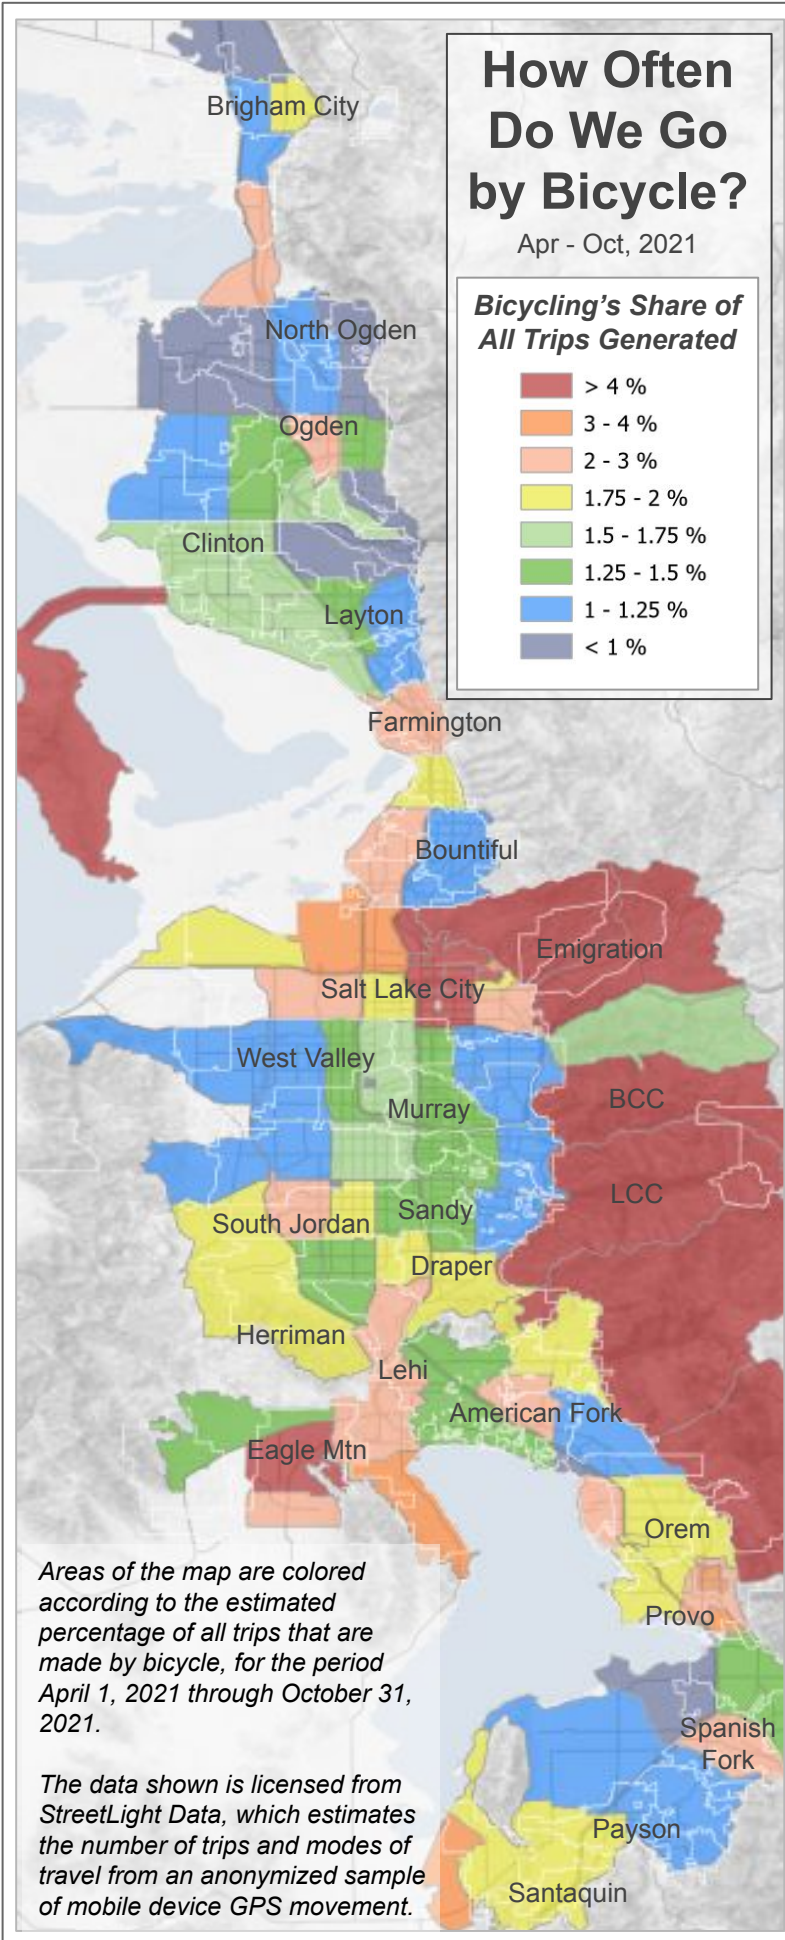 How Often
Do We Go
by Bicycle?
Apr - Oct, 2021
Bicycling's Share of
All Trips Generated
> 4 %
3 - 4 %
2 - 3 %
1.75 - 2 %
1.5 - 1.75 %
1.25 - 1.5 %
1 - 1.25 %
< 1 %
Brigham City
North Ogden
Ogden
Clinton
Layton
Farmington
Bountiful
Emigration
Salt Lake City
West Valley
BCC
Murray
LCC
Sandy
South Jordan
Draper
Herriman
Lehi
American Fork
Eagle Mtn
Orem
Provo
Spanish
Fork
Payson
Santaquin
Areas of the map are colored
according to the estimated
percentage of all trips that are
made by bicycle, for the period
April 1, 2021 through October 31,
2021.
The data shown is licensed from
StreetLight Data, which estimates
the number of trips and modes of
travel from an anonymized sample
of mobile device GPS movement.